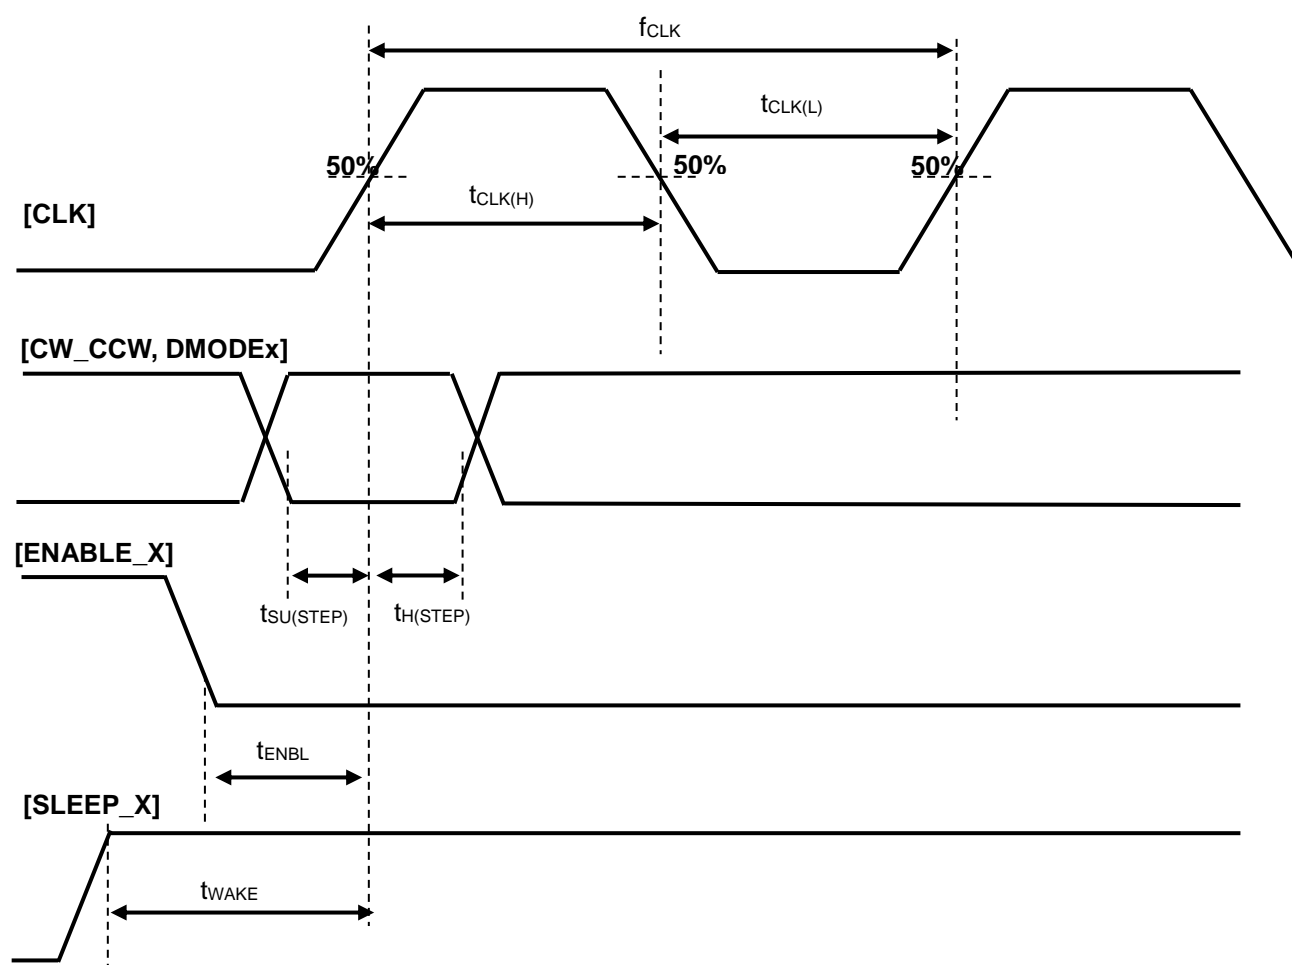 fCLK
tCLK(L)
50%
50%
50%
tCLK(H)
[CLK]
[CW_CCW, DMODEx]
[ENABLE_X]
tSU(STEP)
tH(STEP)
tENBL
[SLEEP_X]
tWAKE